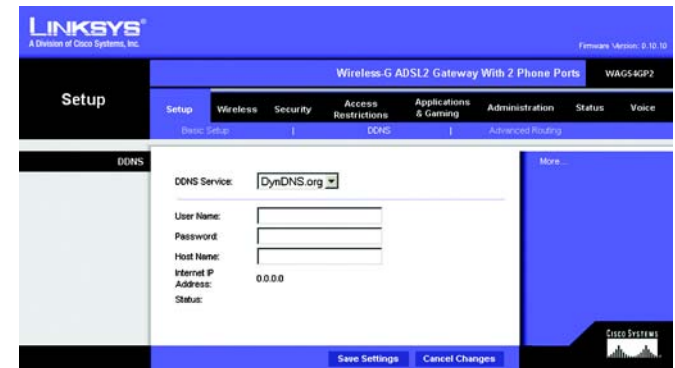 LINKSYS®
A Division of Cisco Systems, Inc.
Firmware Version: 0.10.10
Wireless-G ADSL2 Gateway With 2 Phone Ports WAG54GP2
Setup
Setup Wireless Security Access Restrictions Applications & Gaming Administration Status Voice
Basic Setup | DDNS | Advanced Routing
DDNS
More...
DDNS Service: DynDNS.org
User Name:
Password:
Host Name:
Internet IP Address: 0.0.0.0
Status:
CISCO SYSTEMS
Save Settings Cancel Changes